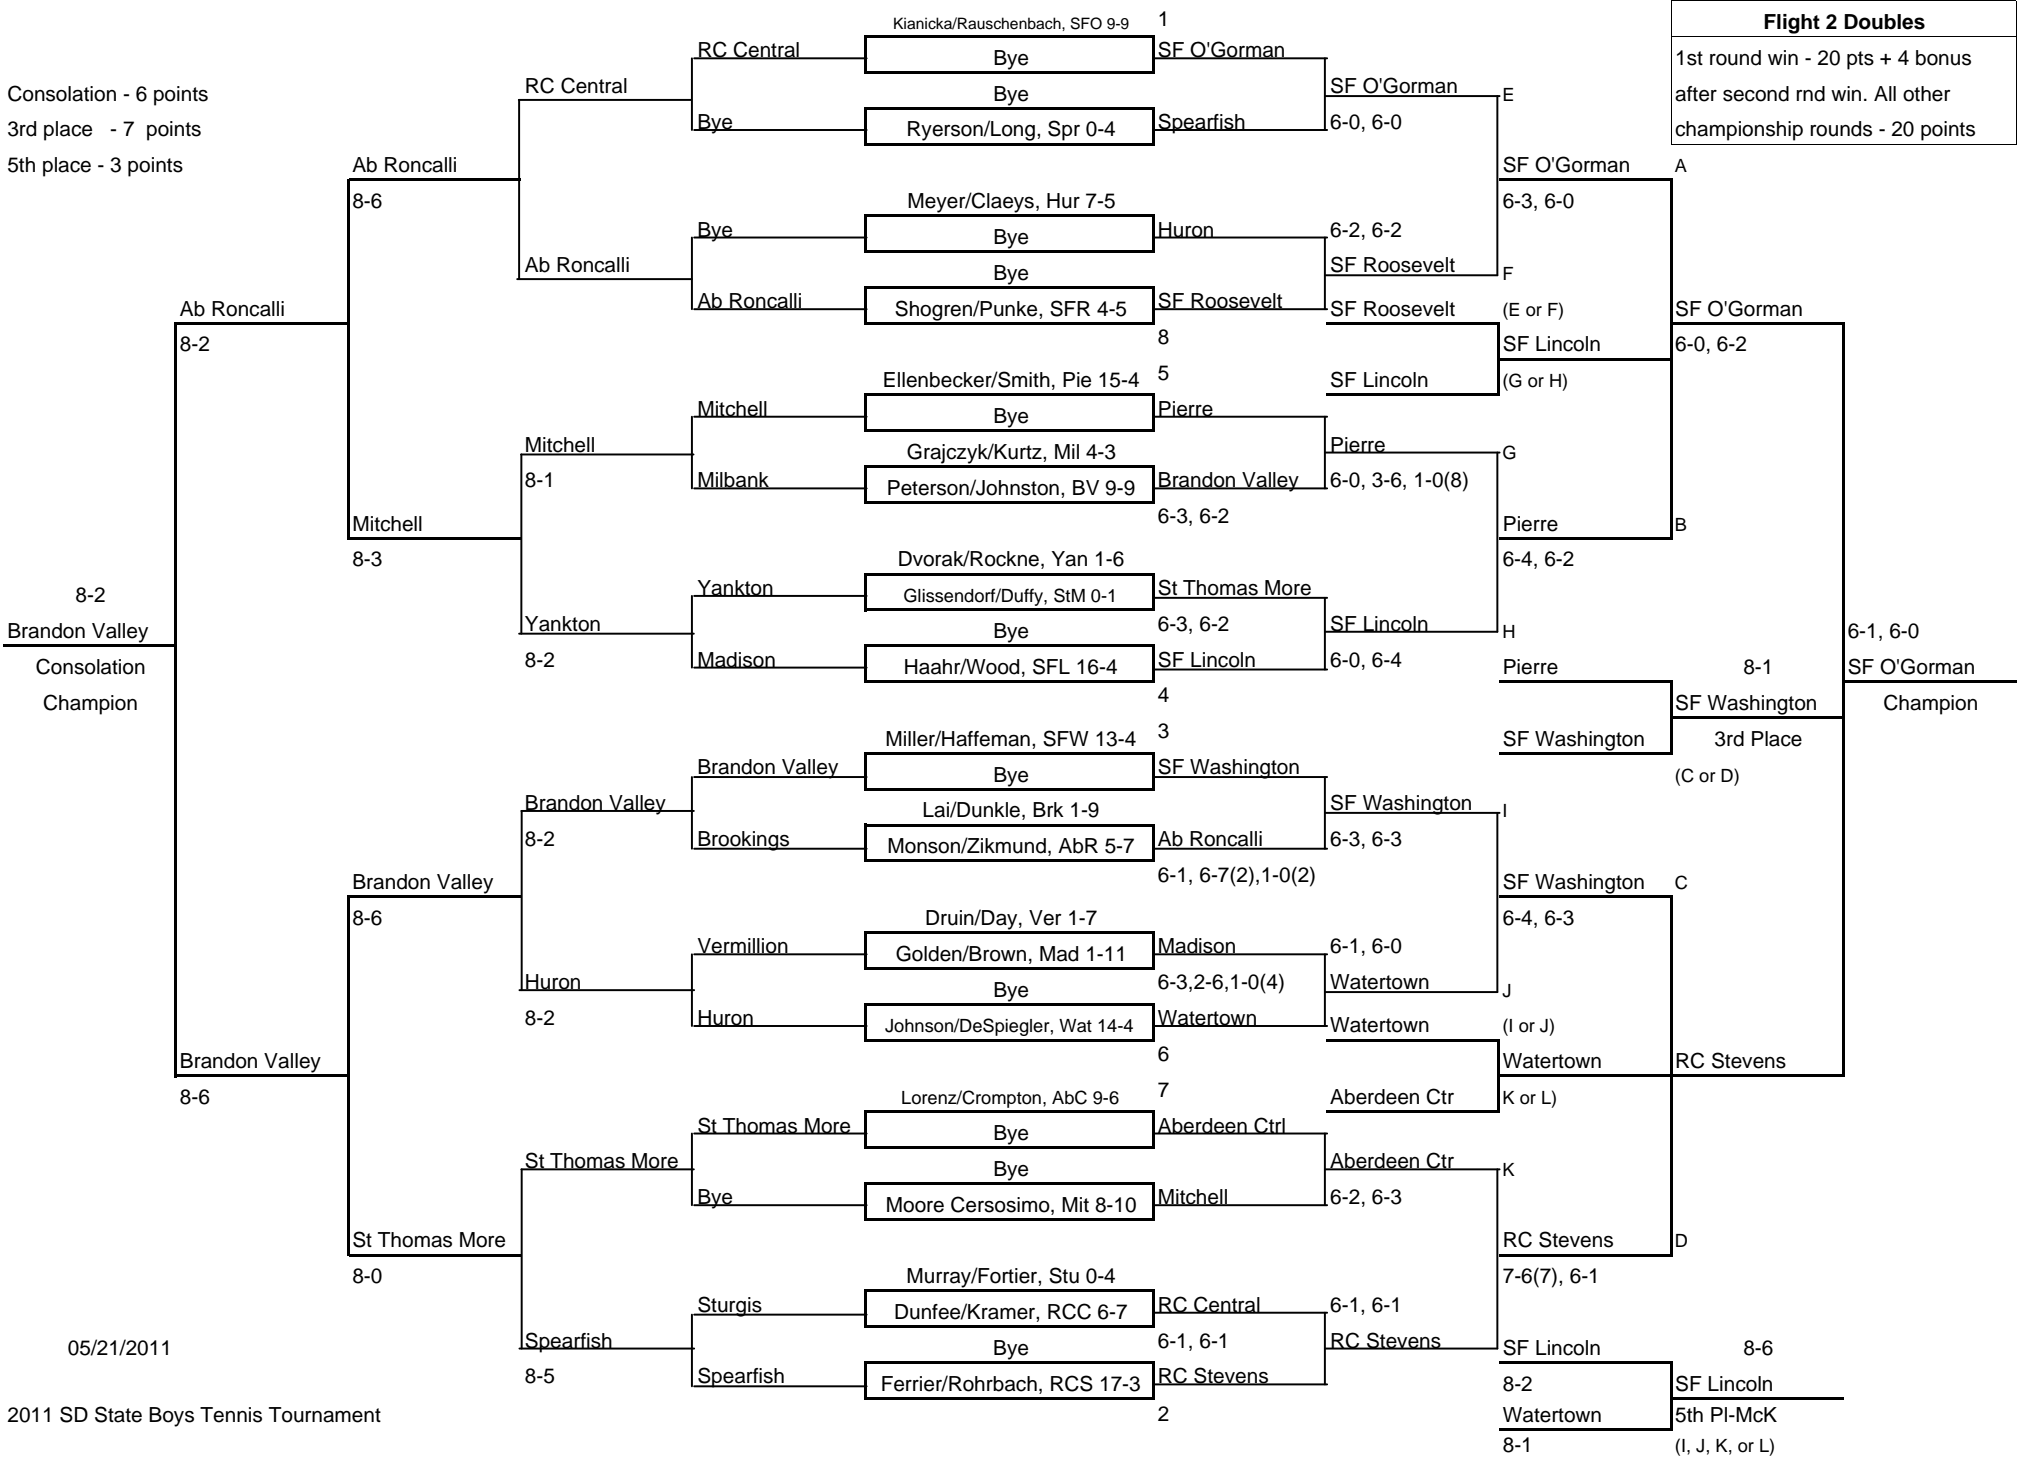 Kianicka/Rauschenbach, SFO 9-9 1
Flight 2 Doubles
RC Central Bye SF O'Gorman
1st round win - 20 pts + 4 bonus
Consolation - 6 points RC Central Bye SF O'Gorman E
after second rnd win. All other
3rd place - 7 points Bye Ryerson/Long, Spr 0-4 Spearfish 6-0, 6-0
championship rounds - 20 points
5th place - 3 points Ab Roncalli SF O'Gorman A
8-6 Meyer/Claeys, Hur 7-5 6-3, 6-0
Bye Bye Huron 6-2, 6-2
Ab Roncalli Bye SF Roosevelt F
Ab Roncalli Ab Roncalli Shogren/Punke, SFR 4-5 SF Roosevelt SF Roosevelt (E or F) SF O'Gorman
8-2 8 SF Lincoln 6-0, 6-2
Ellenbecker/Smith, Pie 15-4 5 SF Lincoln (G or H)
Mitchell Bye Pierre
Mitchell Grajczyk/Kurtz, Mil 4-3 Pierre G
8-1 Milbank Peterson/Johnston, BV 9-9 Brandon Valley 6-0, 3-6, 1-0(8)
Mitchell 6-3, 6-2 Pierre B
8-3 Dvorak/Rockne, Yan 1-6 6-4, 6-2
8-2 Yankton Glissendorf/Duffy, StM 0-1 St Thomas More
Brandon Valley Yankton Bye 6-3, 6-2 SF Lincoln H 6-1, 6-0
Consolation 8-2 Madison Haahr/Wood, SFL 16-4 SF Lincoln 6-0, 6-4 Pierre 8-1 SF O'Gorman
Champion 4 SF Washington Champion
Miller/Haffeman, SFW 13-4 3 SF Washington 3rd Place
Brandon Valley Bye SF Washington (C or D)
Brandon Valley Lai/Dunkle, Brk 1-9 SF Washington I
8-2 Brookings Monson/Zikmund, AbR 5-7 Ab Roncalli 6-3, 6-3
Brandon Valley 6-1, 6-7(2),1-0(2) SF Washington C
8-6 Druin/Day, Ver 1-7 6-4, 6-3
Vermillion Golden/Brown, Mad 1-11 Madison 6-1, 6-0
Huron Bye 6-3,2-6,1-0(4) Watertown J
8-2 Huron Johnson/DeSpiegler, Wat 14-4 Watertown Watertown (I or J)
Brandon Valley 6 Watertown RC Stevens
8-6 Lorenz/Crompton, AbC 9-6 7 Aberdeen Ctr K or L)
St Thomas More Bye Aberdeen Ctrl
St Thomas More Bye Aberdeen Ctr K
Bye Moore Cersosimo, Mit 8-10 Mitchell 6-2, 6-3
St Thomas More RC Stevens D
8-0 Murray/Fortier, Stu 0-4 7-6(7), 6-1
Sturgis Dunfee/Kramer, RCC 6-7 RC Central 6-1, 6-1
05/21/2011 Spearfish Bye 6-1, 6-1 RC Stevens SF Lincoln 8-6
8-5 Spearfish Ferrier/Rohrbach, RCS 17-3 RC Stevens 8-2 SF Lincoln
2011 SD State Boys Tennis Tournament 2 Watertown 5th Pl-McK
8-1 (I, J, K, or L)